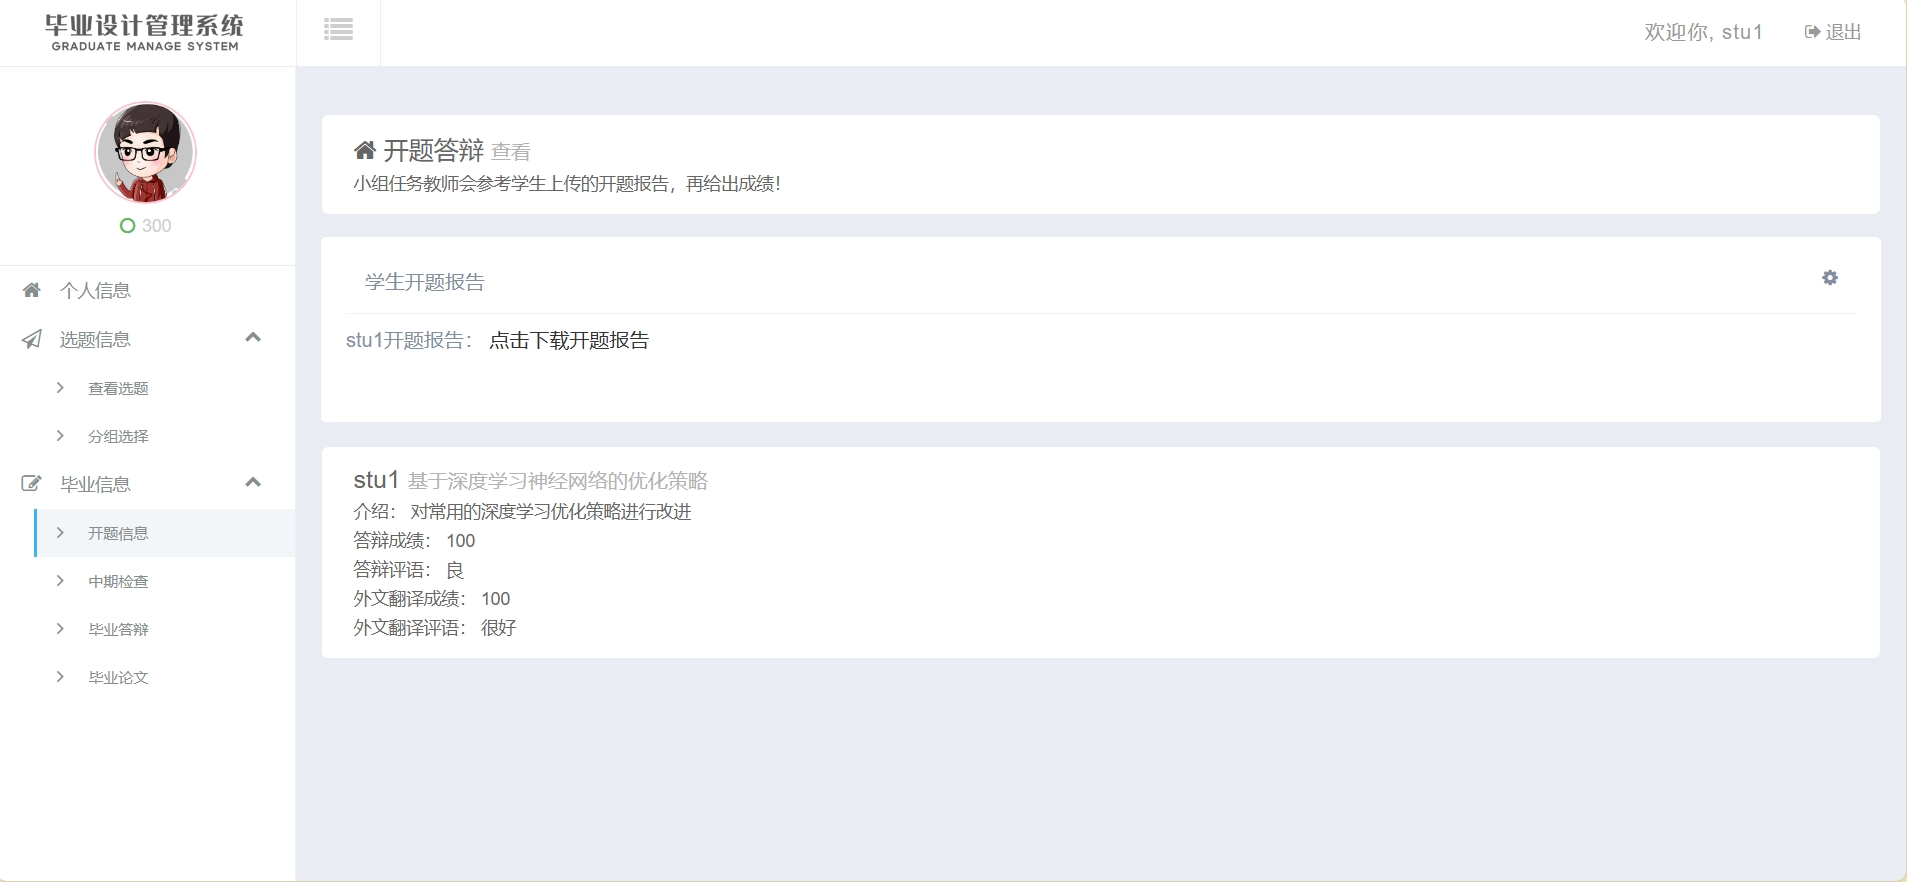 毕业设计管理系统
GRADUATE MANAGE SYSTEM
欢迎你, stu1
退出
300
个人信息
选题信息
查看选题
分组选择
毕业信息
开题信息
中期检查
毕业答辩
毕业论文
开题答辩 查看
小组任务教师会参考学生上传的开题报告，再给出成绩！
学生开题报告
stu1开题报告： 点击下载开题报告
stu1 基于深度学习神经网络的优化策略
介绍： 对常用的深度学习优化策略进行改进
答辩成绩： 100
答辩评语： 良
外文翻译成绩： 100
外文翻译评语： 很好